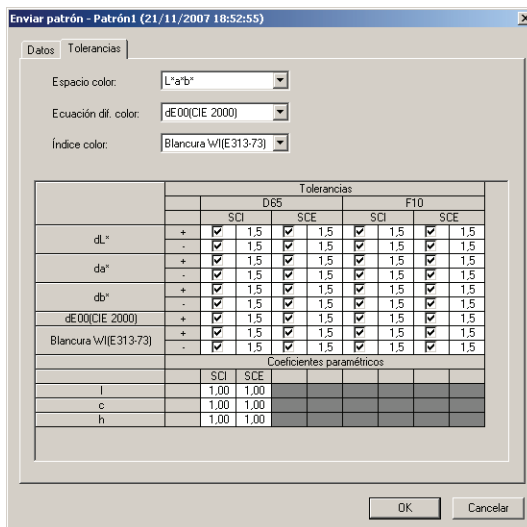 Enviar patrón - Patrón1 (21/11/2007 18:52:55)
Datos Tolerancias
Espacio color: L*a*b*
Ecuación dif. color: dE00(CIE 2000)
Índice color: Blancura WI(E313-73)
Tolerancias
D65 F10
SCI SCE SCI SCE
dL* + 1,5 1,5 1,5 1,5
- 1,5 1,5 1,5 1,5
da* + 1,5 1,5 1,5 1,5
- 1,5 1,5 1,5 1,5
db* + 1,5 1,5 1,5 1,5
- 1,5 1,5 1,5 1,5
dE00(CIE 2000) + 1,5 1,5 1,5 1,5
Blancura WI(E313-73) + 1,5 1,5 1,5 1,5
- 1,5 1,5 1,5 1,5
Coeficientes paramétricos
SCI SCE
l 1,00 1,00
c 1,00 1,00
h 1,00 1,00
OK Cancelar